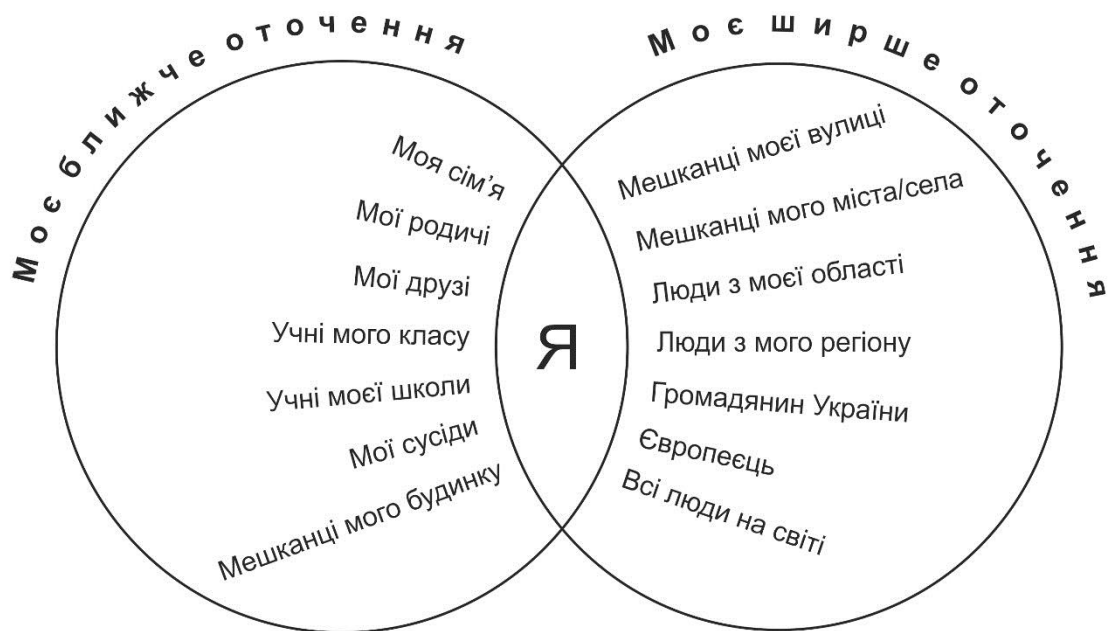 Моє ближче оточення
Моя сім’я
Мої родичі
Мої друзі
Учні мого класу
Учні моєї школи
Мої сусіди
Мешканці мого будинку
Я
Моє ширше оточення
Мешканці моєї вулиці
Мешканці мого міста/села
Люди з моєї області
Люди з мого регіону
Громадянин України
Європеєць
Всі люди на світі